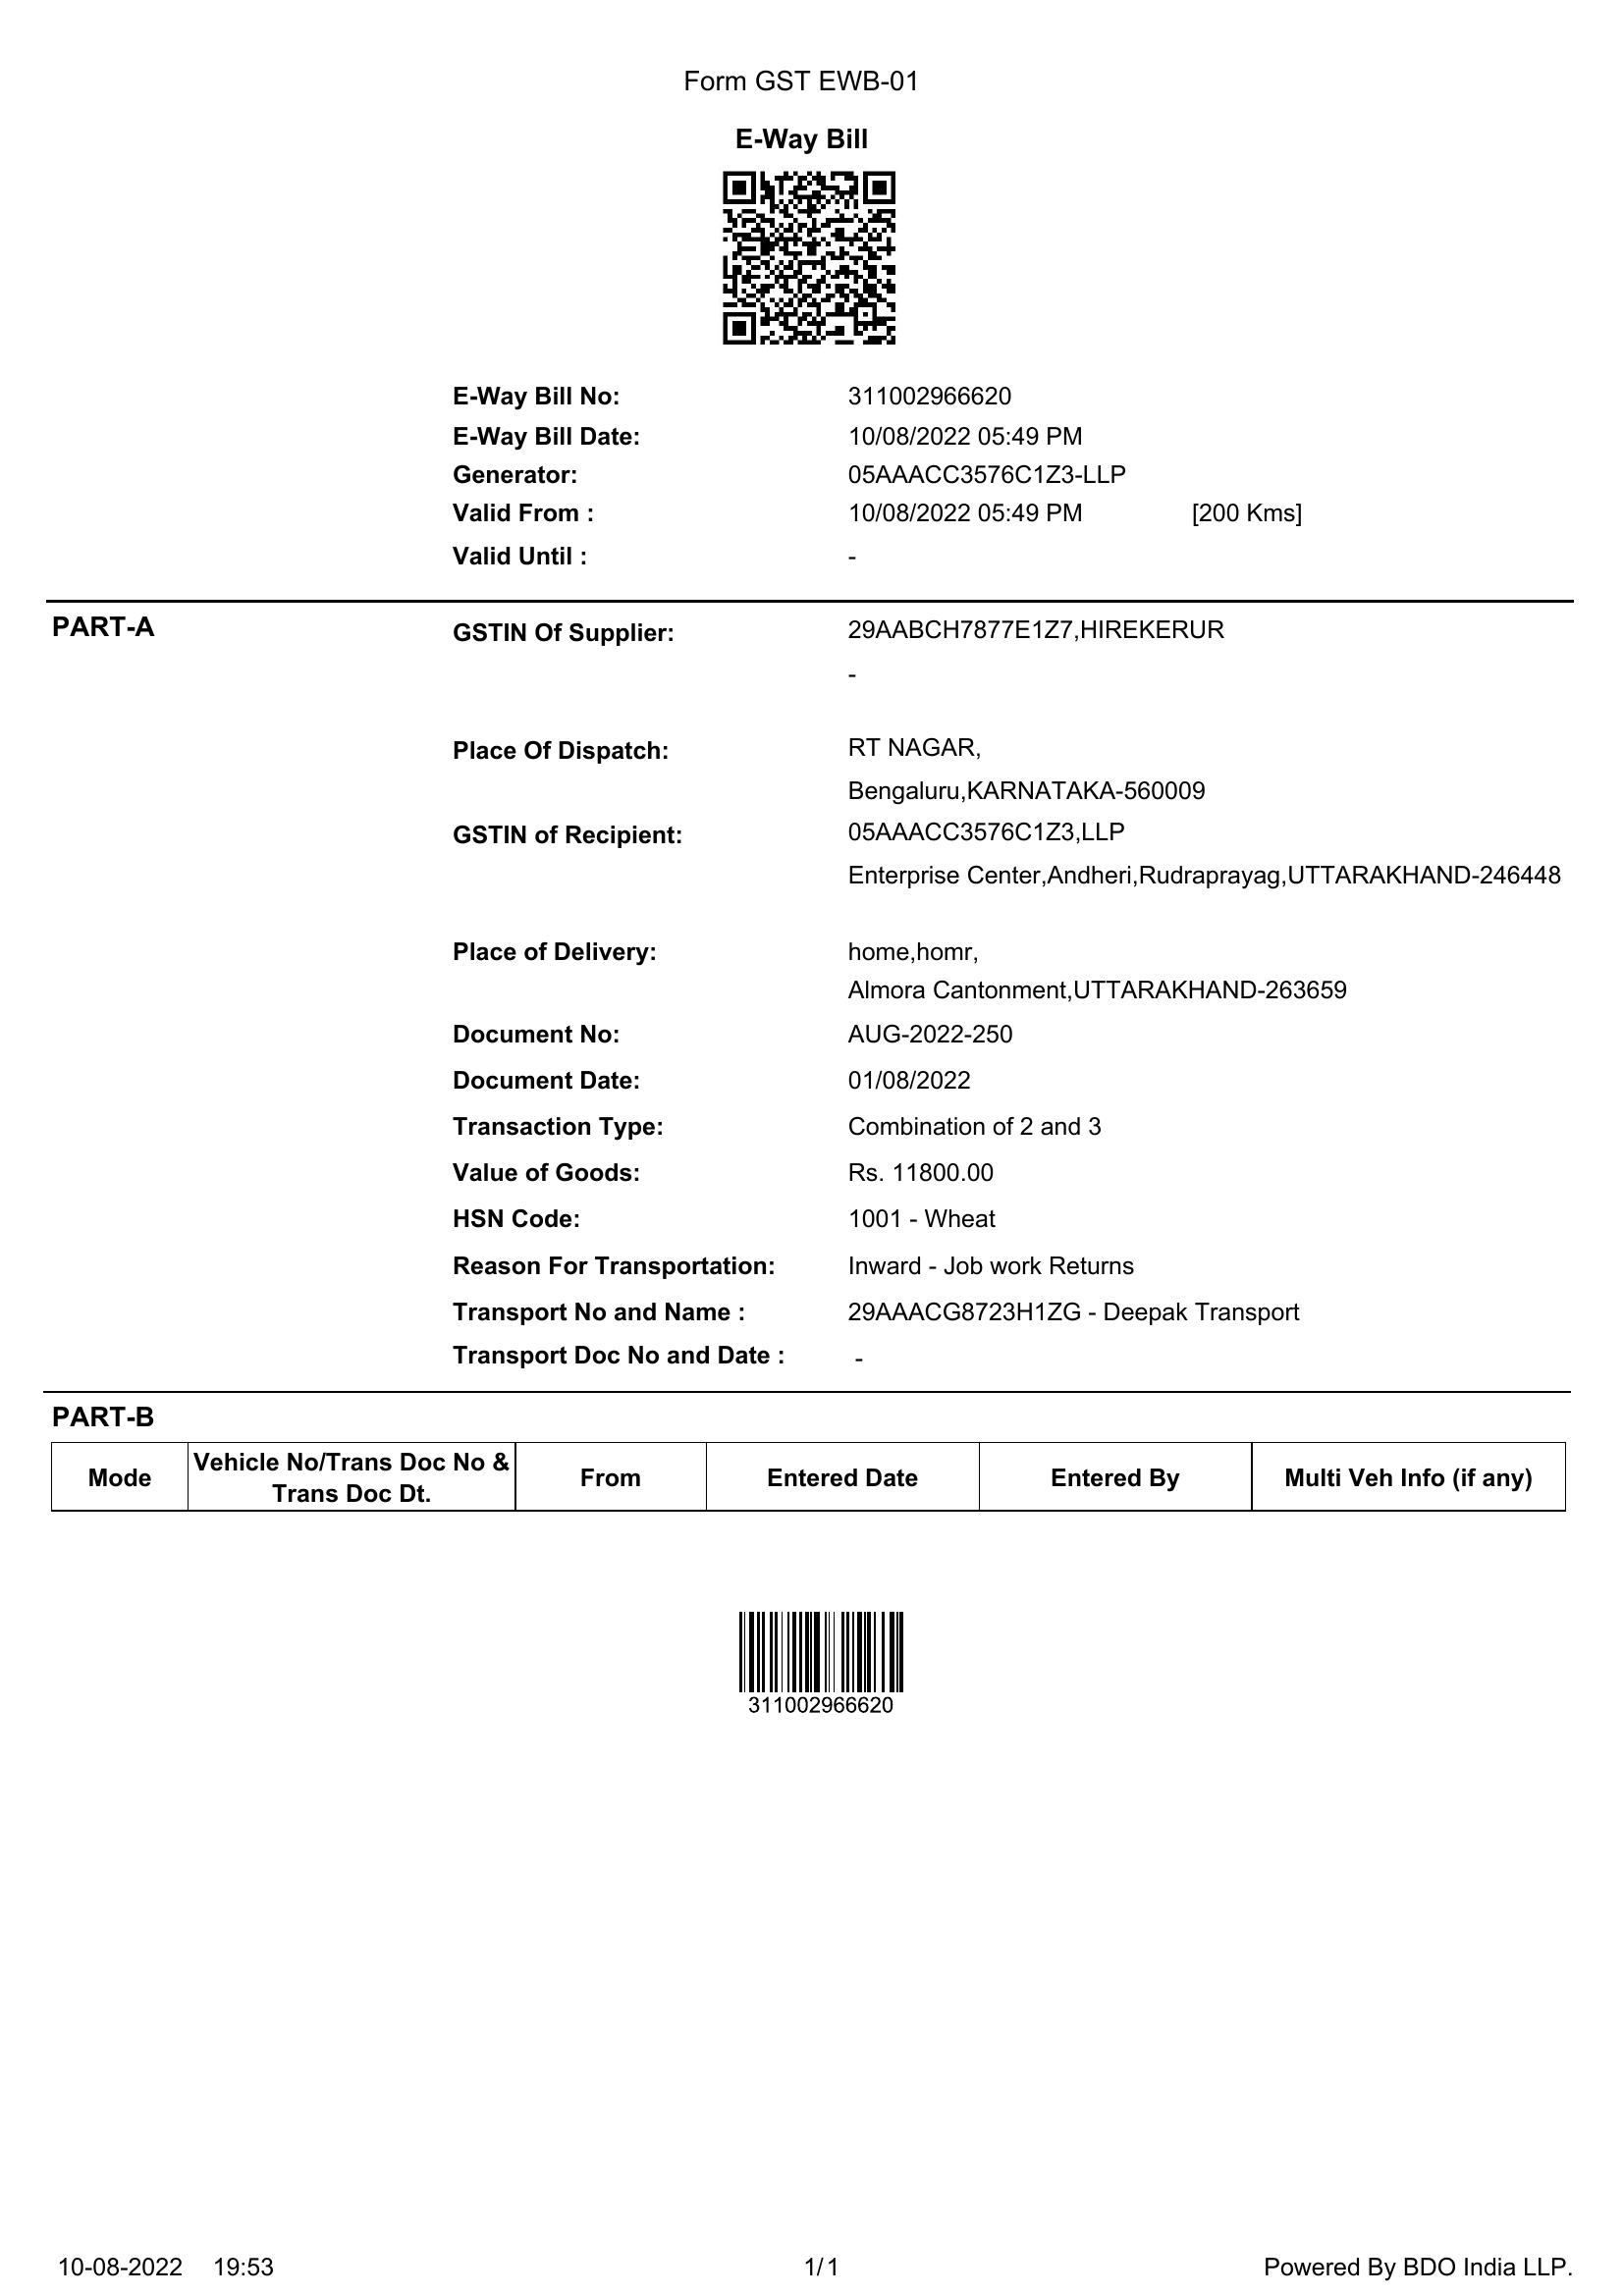 Form GST EWB-01
E-Way Bill
E-Way Bill No: 311002966620
E-Way Bill Date: 10/08/2022 05:49 PM
Generator: 05AAACC3576C1Z3-LLP
Valid From : 10/08/2022 05:49 PM [200 Kms]
Valid Until : -
PART-A
GSTIN Of Supplier: 29AABCH7877E1Z7,HIREKERUR
-
Place Of Dispatch: RT NAGAR,
Bengaluru,KARNATAKA-560009
GSTIN of Recipient: 05AAACC3576C1Z3,LLP
Enterprise Center,Andheri,Rudraprayag,UTTARAKHAND-246448
Place of Delivery: home,homr,
Almora Cantonment,UTTARAKHAND-263659
Document No: AUG-2022-250
Document Date: 01/08/2022
Transaction Type: Combination of 2 and 3
Value of Goods: Rs. 11800.00
HSN Code: 1001 - Wheat
Reason For Transportation: Inward - Job work Returns
Transport No and Name : 29AAACG8723H1ZG - Deepak Transport
Transport Doc No and Date : -
PART-B
Mode Vehicle No/Trans Doc No & Trans Doc Dt. From Entered Date Entered By Multi Veh Info (if any)
311002966620
10-08-2022 19:53 1/1 Powered By BDO India LLP.